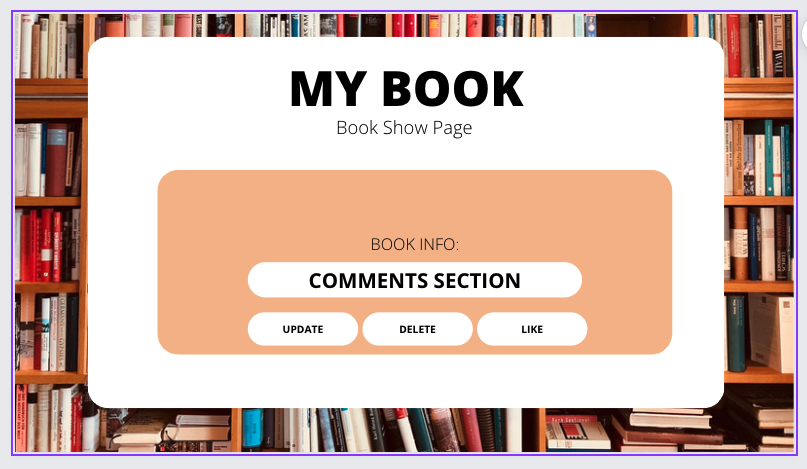 MY BOOK
Book Show Page
BOOK INFO:
COMMENTS SECTION
UPDATE
DELETE
LIKE